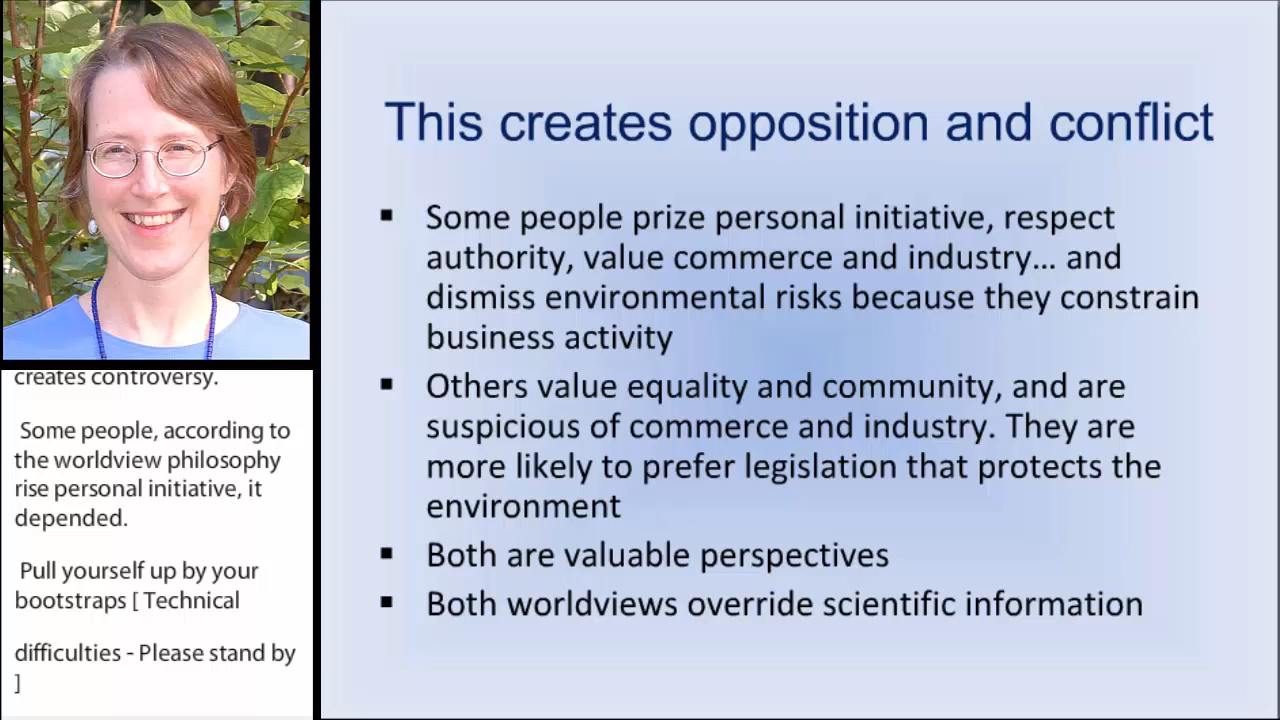 This creates opposition and conflict
▪ Some people prize personal initiative, respect
authority, value commerce and industry… and
dismiss environmental risks because they constrain
business activity
▪ Others value equality and community, and are
suspicious of commerce and industry. They are
more likely to prefer legislation that protects the
environment
▪ Both are valuable perspectives
▪ Both worldviews override scientific information
creates controversy.
Some people, according to
the worldview philosophy
rise personal initiative, it
depended.
Pull yourself up by your
bootstraps [ Technical
difficulties - Please stand by
]